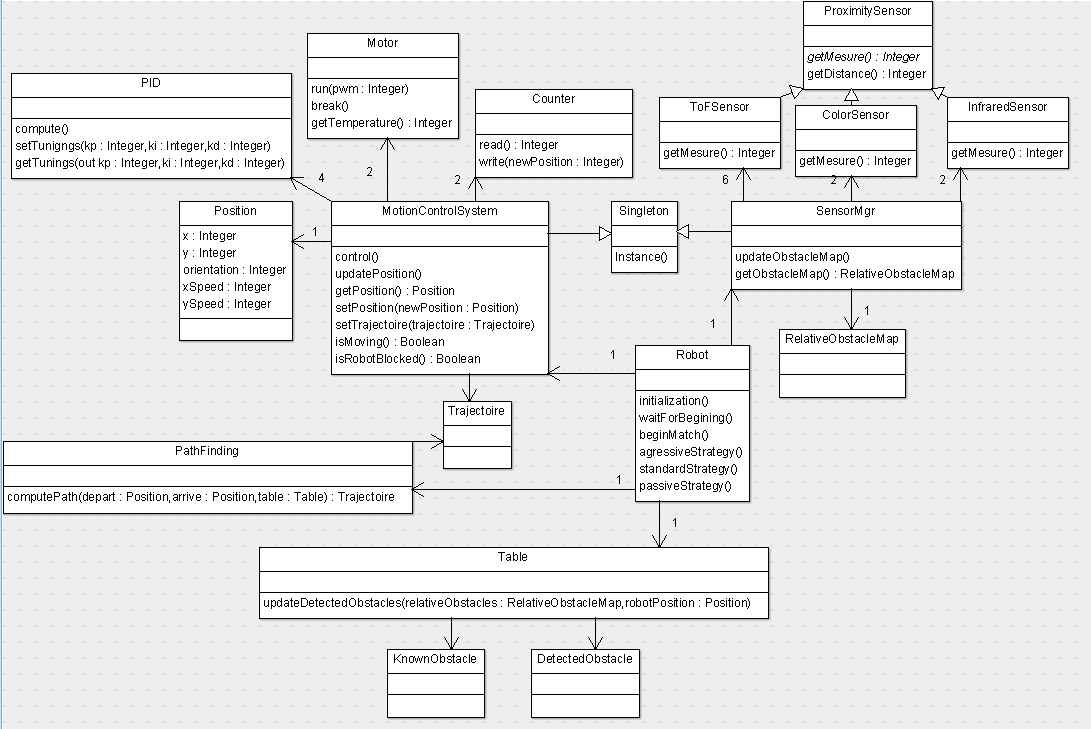 ProximitySensor
getMesure() : Integer
getDistance() : Integer
Motor
run(pwm : Integer)
break()
getTemperature() : Integer
PID
compute()
setTunigngs(kp : Integer,ki : Integer,kd : Integer)
getTunings(out kp : Integer,ki : Integer,kd : Integer)
Counter
read() : Integer
write(newPosition : Integer)
ToFSensor
getMesure() : Integer
ColorSensor
getMesure() : Integer
InfraredSensor
getMesure() : Integer
4
2
2
6
2
2
Position
x : Integer
y : Integer
orientation : Integer
xSpeed : Integer
ySpeed : Integer
1
MotionControlSystem
control()
updatePosition()
getPosition() : Position
setPosition(newPosition : Position)
setTrajectoire(trajectoire : Trajectoire)
isMoving() : Boolean
isRobotBlocked() : Boolean
Singleton
Instance()
SensorMgr
updateObstacleMap()
getObstacleMap() : RelativeObstacleMap
1
1
RelativeObstacleMap
1
Robot
initialization()
waitForBegining()
beginMatch()
agressiveStrategy()
standardStrategy()
passiveStrategy()
Trajectoire
PathFinding
computePath(depart : Position,arrive : Position,table : Table) : Trajectoire
1
1
Table
updateDetectedObstacles(relativeObstacles : RelativeObstacleMap,robotPosition : Position)
KnownObstacle
DetectedObstacle